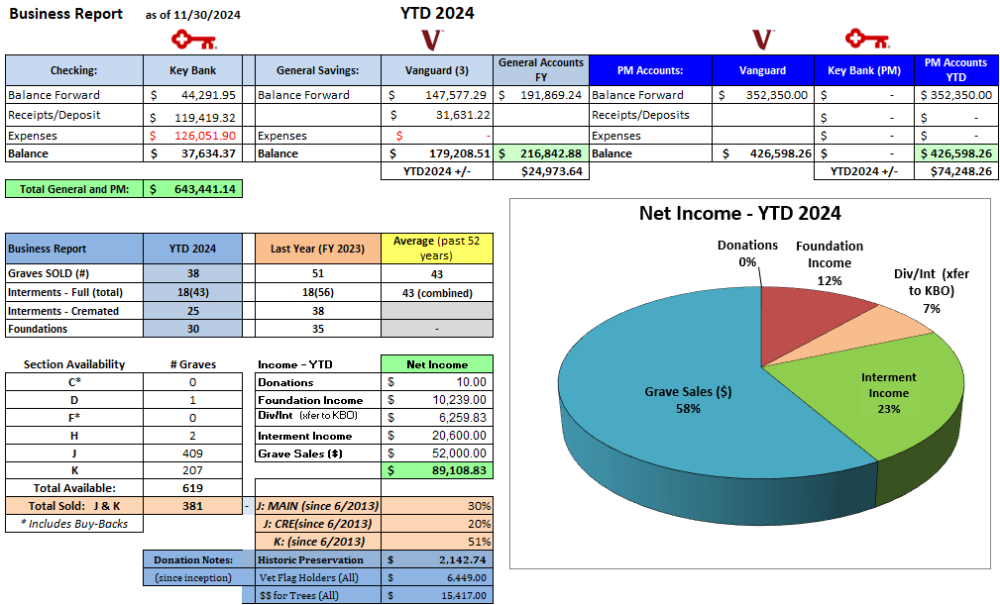 Business Report as of 11/30/2024 YTD 2024
Checking: Key Bank General Savings: Vanguard (3) General Accounts FY PM Accounts: Vanguard Key Bank (PM) PM Accounts YTD
Balance Forward $ 44,291.95 Balance Forward $ 147,577.29 $ 191,869.24 Balance Forward $ 352,350.00 $ - $ 352,350.00
Receipts/Deposit $ 119,419.32 $ 31,631.22 Receipts/Deposits $ - $ -
Expenses $ 126,051.90 Expenses $ - Expenses $ - $ -
Balance $ 37,634.37 Balance $ 179,208.51 $ 216,842.88 Balance $ 426,598.26 $ - $ 426,598.26
YTD2024 +/- $24,973.64 YTD2024 +/- $74,248.26
Total General and PM: $ 643,441.14
Business Report YTD 2024 Last Year (FY 2023) Average (past 52 years)
Graves SOLD (#) 38 51 43
Interments - Full (total) 18(43) 18(56) 43 (combined)
Interments - Cremated 25 38
Foundations 30 35 -
Section Availability # Graves Income - YTD Net Income
C* 0 Donations $ 10.00
D 1 Foundation Income $ 10,239.00
F* 0 Div/Int (xfer to KBO) $ 6,259.83
H 2 Interment Income $ 20,600.00
J 409 Grave Sales ($) $ 52,000.00
K 207 $ 89,108.83
Total Available: 619
Total Sold: J & K 381 - J: MAIN (since 6/2013) 30%
* Includes Buy-Backs J: CRE(since 6/2013) 20%
K: (since 6/2013) 51%
Donation Notes: Historic Preservation $ 2,142.74
(since inception) Vet Flag Holders (All) $ 6,449.00
$$ for Trees (All) $ 15,417.00
Net Income - YTD 2024
Donations
0%
Foundation
Income
12%
Div/Int (xfer
to KBO)
7%
Interment
Income
23%
Grave Sales ($)
58%